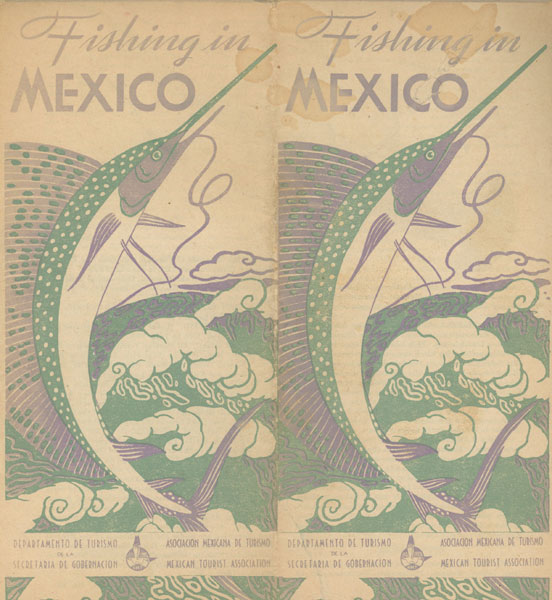 Fishing in
MEXICO
DEPARTAMENTO DE TURISMO
DE LA
SECRETARIA DE GOBERNACION
ASOCIACION MEXICANA DE TURISMO
MEXICAN TOURIST ASSOCIATION
Fishing in
MEXICO
DEPARTAMENTO DE TURISMO
DE LA
SECRETARIA DE GOBERNACION
ASOCIACION MEXICANA DE TURISMO
MEXICAN TOURIST ASSOCIATION